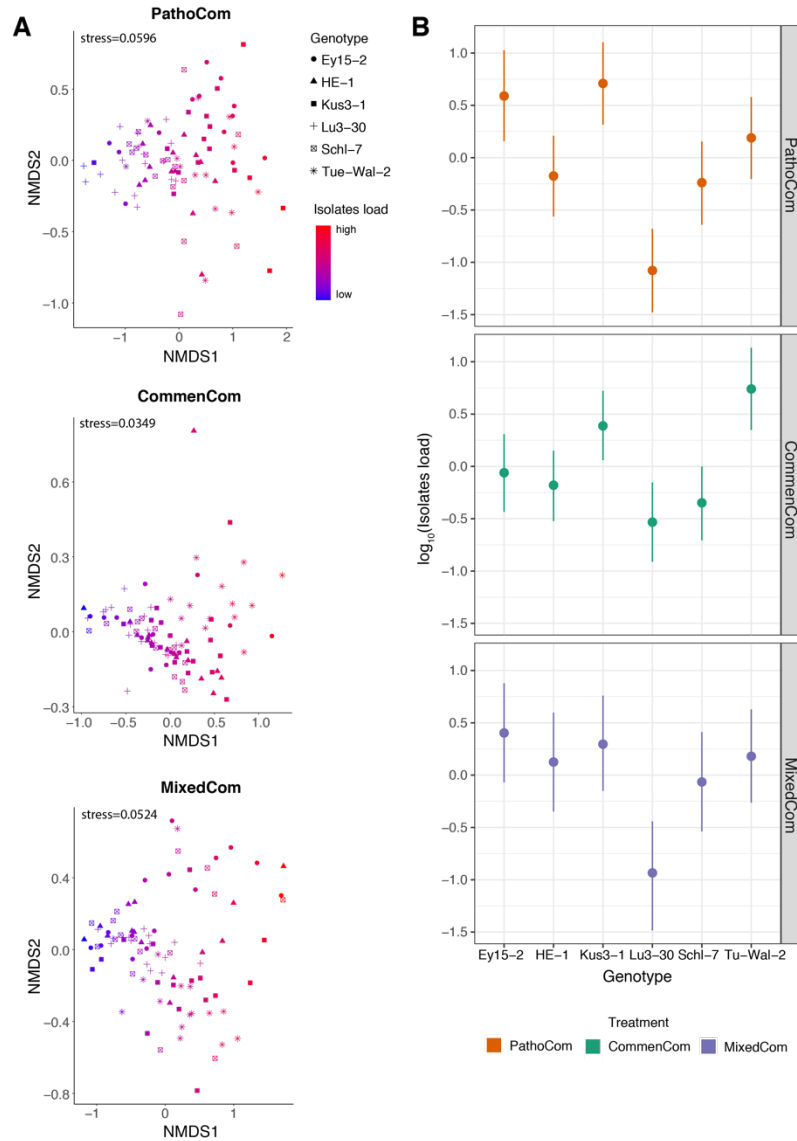 A
PathoCom
stress=0.0596
0.5
0.0
−0.5
−1.0
NMDS2
−1
0
1
2
NMDS1
Genotype
Ey15−2
HE−1
Kus3−1
Lu3−30
Schl−7
Tue−Wal−2
Isolates load
high
low
CommenCom
stress=0.0349
0.6
0.3
0.0
−0.3
NMDS2
−1.0
−0.5
0.0
0.5
1.0
NMDS1
MixedCom
stress=0.0524
0.4
0.0
−0.4
−0.8
NMDS2
−1
0
1
NMDS1
B
1.0
0.5
0.0
−0.5
−1.0
−1.5
PathoCom
1.0
0.5
0.0
−0.5
−1.0
−1.5
CommenCom
log10(Isolates load)
1.0
0.5
0.0
−0.5
−1.0
−1.5
MixedCom
Ey15−2
HE−1
Kus3−1
Lu3−30
Schl−7
Tu−Wal−2
Genotype
Treatment
PathoCom
CommenCom
MixedCom